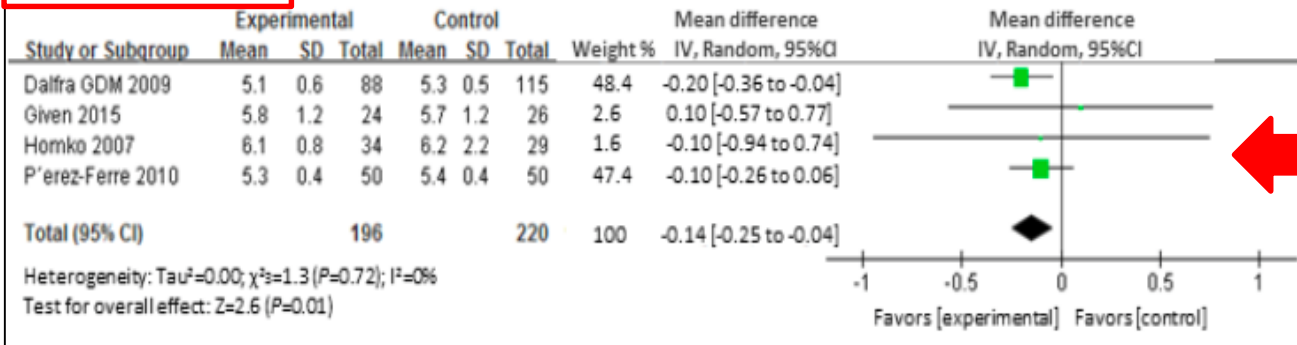 Experimental Control Mean difference Mean difference
Study or Subgroup Mean SD Total Mean SD Total Weight % IV, Random, 95%CI IV, Random, 95%CI
Dalfra GDM 2009 5.1 0.6 88 5.3 0.5 115 48.4 -0.20 [-0.36 to -0.04]
Given 2015 5.8 1.2 24 5.7 1.2 26 2.6 0.10 [-0.57 to 0.77]
Homko 2007 6.1 0.8 34 6.2 2.2 29 1.6 -0.10 [-0.94 to 0.74]
P´erez-Ferre 2010 5.3 0.4 50 5.4 0.4 50 47.4 -0.10 [-0.26 to 0.06]
Total (95% CI) 196 220 100 -0.14 [-0.25 to -0.04]
Heterogeneity: Tau²=0.00; χ²₃=1.3 (P=0.72); I²=0%
Test for overall effect: Z=2.6 (P=0.01)
-1 -0.5 0 0.5
Favors [experimental] Favors [control]